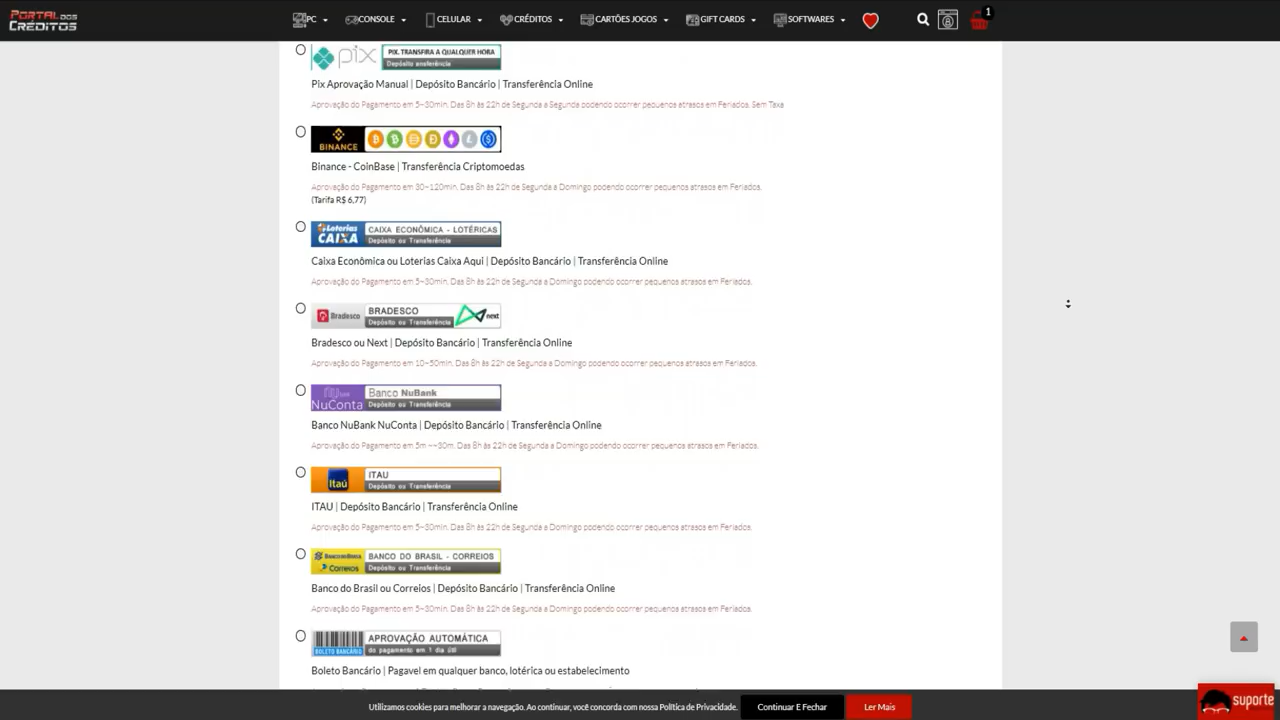 PORTAL DOS CRÉDITOS
PC
CONSOLE
CELULAR
CRÉDITOS
CARTÕES JOGOS
GIFT CARDS
SOFTWARES
1
pix
PIX. TRANSFIRA A QUALQUER HORA
Pix Aprovação Manual | Depósito Bancário | Transferência Online
Aprovação do Pagamento em 5~30min. Das 8h às 22h de Segunda a Segunda podendo ocorrer pequenos atrasos em Feriados. Sem Taxa
BINANCE
Binance - CoinBase | Transferência Criptomoedas
Aprovação do Pagamento em 30~120min. Das 8h às 22h de Segunda a Domingo podendo ocorrer pequenos atrasos em Feriados.
(Tarifa R$ 6,77)
Loterias CAIXA
CAIXA ECONÔMICA - LOTÉRICAS
Depósito ou Transferência
Caixa Econômica ou Loterias Caixa Aqui | Depósito Bancário | Transferência Online
Aprovação do Pagamento em 5~30min. Das 8h às 22h de Segunda a Domingo podendo ocorrer pequenos atrasos em Feriados.
Bradesco
BRADESCO
Depósito ou Transferência
next
Bradesco ou Next | Depósito Bancário | Transferência Online
Aprovação do Pagamento em 10~50min. Das 8h às 22h de Segunda a Domingo podendo ocorrer pequenos atrasos em Feriados.
nu
NuConta
Banco NuBank
Depósito ou Transferência
Banco NuBank NuConta | Depósito Bancário | Transferência Online
Aprovação do Pagamento em 5m ~~30m. Das 8h às 22h de Segunda a Domingo podendo ocorrer pequenos atrasos em Feriados.
Itaú
ITAU
Depósito ou Transferência
ITAU | Depósito Bancário | Transferência Online
Aprovação do Pagamento em 5~30min. Das 8h às 22h de Segunda a Domingo podendo ocorrer pequenos atrasos em Feriados.
Correios
BANCO DO BRASIL - CORREIOS
Depósito ou Transferência
Banco do Brasil ou Correios | Depósito Bancário | Transferência Online
Aprovação do Pagamento em 5~30min. Das 8h às 22h de Segunda a Domingo podendo ocorrer pequenos atrasos em Feriados.
BOLETO BANCÁRIO
APROVAÇÃO AUTOMÁTICA
do pagamento em 1 dia útil
Boleto Bancário | Pagavel em qualquer banco, lotérica ou estabelecimento
Utilizamos cookies para melhorar a navegação. Ao continuar, você concorda com nossa Política de Privacidade.
Continuar E Fechar
Ler Mais
suporte